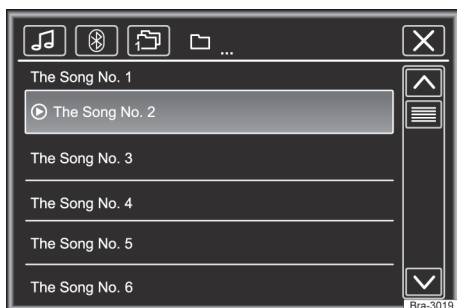 ...
The Song No. 1
The Song No. 2
The Song No. 3
The Song No. 4
The Song No. 5
The Song No. 6
Bra-3019